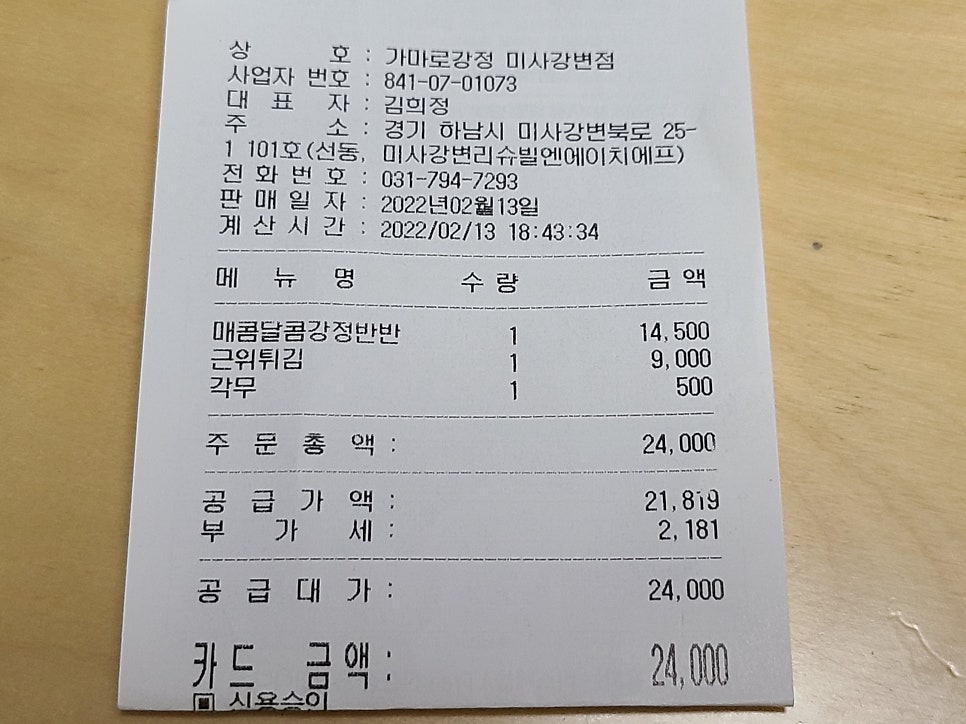 상 호 : 가마로강정 미사강변점
사업자 번호 : 841-07-01073
대 표 자 : 김희정
주 소 : 경기 하남시 미사강변북로 25-
1 101호(선동, 미사강변리슈빌엔에이치에프)
전 화 번 호 : 031-794-7293
판 매 일 자 : 2022년02월13일
계 산 시 간 : 2022/02/13 18:43:34
메 뉴 명 수 량 금 액
매콤달콤강정반반 1 14,500
근위튀김 1 9,000
각무 1 500
주 문 총 액 : 24,000
공 급 가 액 : 21,819
부 가 세 : 2,181
공 급 대 가 : 24,000
카드 금액 : 24,000
▣ 신용승인